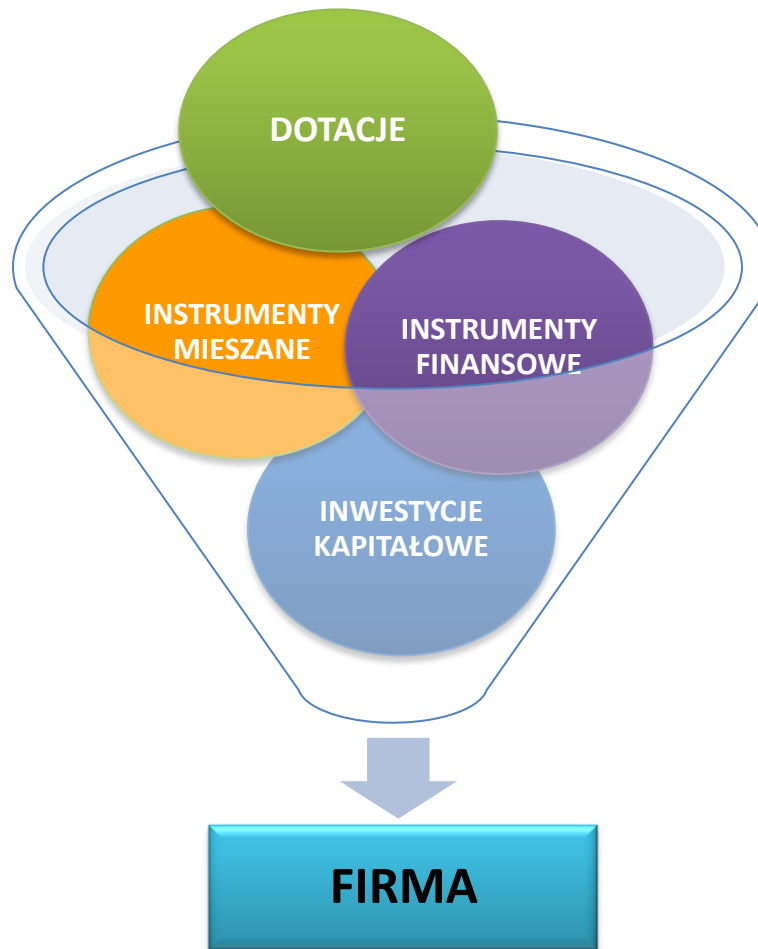 DOTACJE
INSTRUMENTY
MIESZANE
INSTRUMENTY
FINANSOWE
INWESTYCJE
KAPITAŁOWE
FIRMA